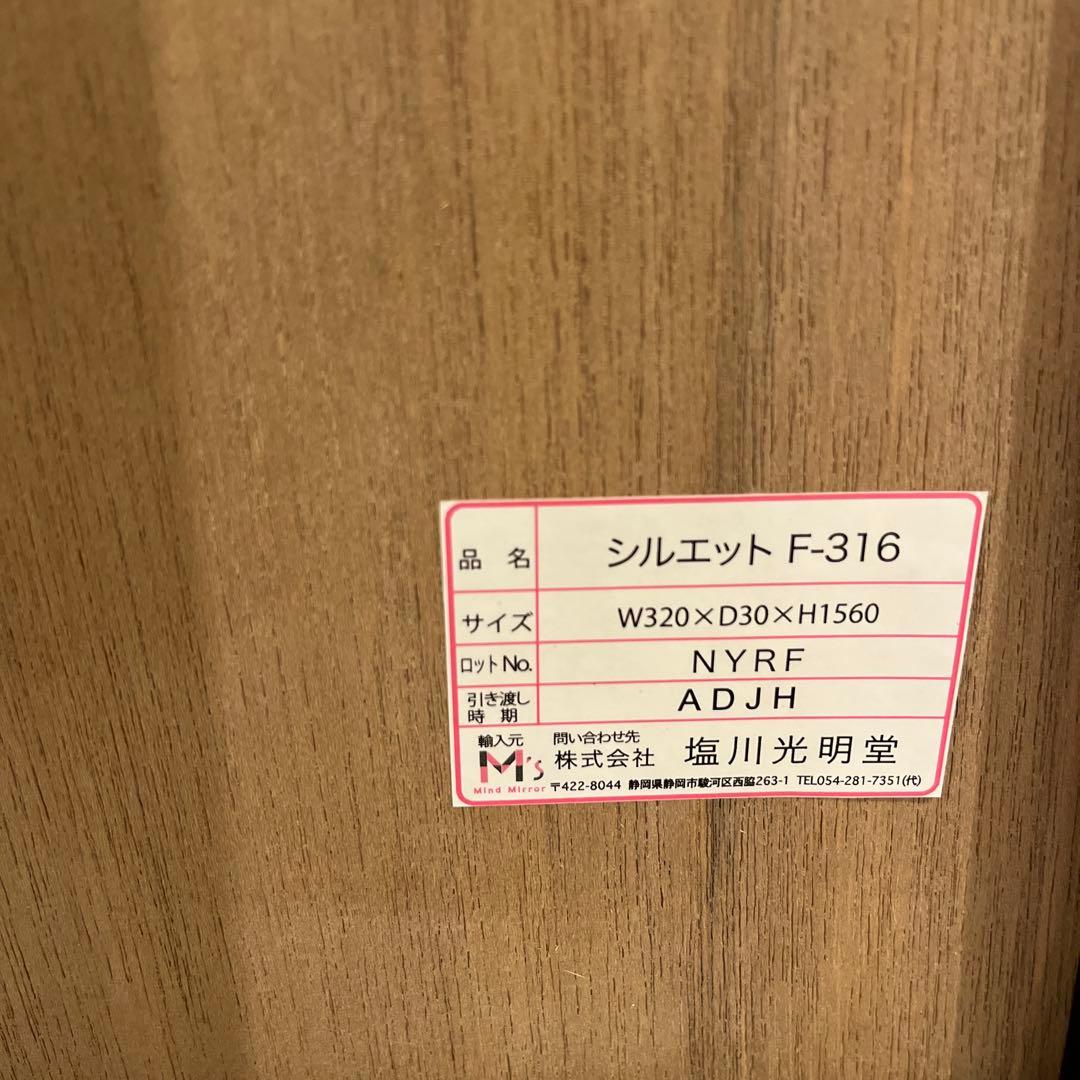 品 名 シルエット F-316
サイズ W320×D30×H1560
ロットNo. NYRF
引き渡し
時 期 ADJH
輸入元 問い合わせ先
M's 株式会社 塩川光明堂
Mind Mirror 〒422-8044 静岡県静岡市駿河区西脇263-1 TEL054-281-7351(代)